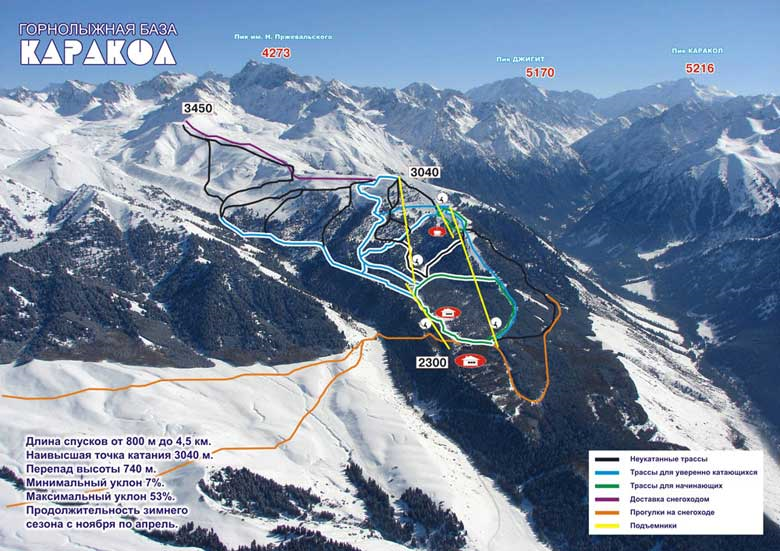 ГОРНОЛЫЖНАЯ БАЗА
КАРАКОЛ
Пик им. Н. Пржевальского
4273
Пик ДЖИГИТ
5170
Пик КАРАКОЛ
5216
3450
3040
2300
Длина спусков от 800 м до 4,5 км.
Наивысшая точка катания 3040 м.
Перепад высоты 740 м.
Минимальный уклон 7%.
Максимальный уклон 53%.
Продолжительность зимнего
сезона с ноября по апрель.
Неукатанные трассы
Трассы для уверенно катающихся
Трассы для начинающих
Доставка снегоходом
Прогулки на снегоходе
Подъемники